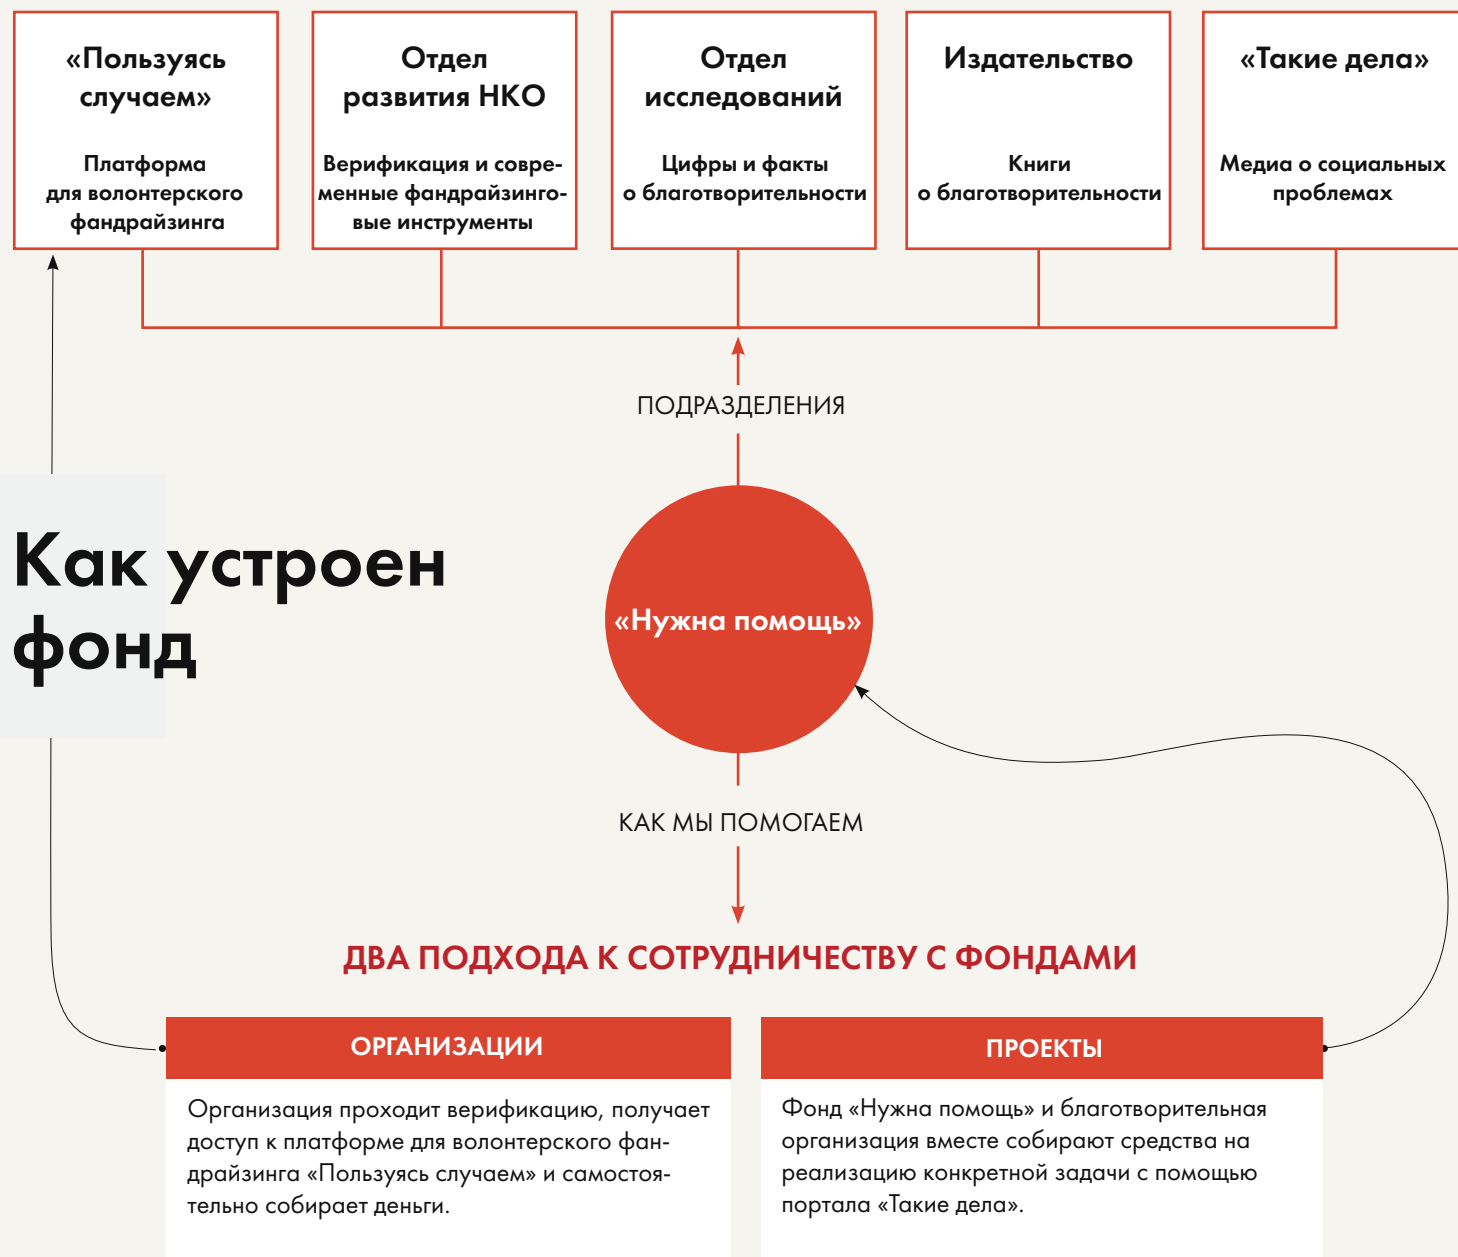 «Пользуясь
случаем»
Платформа
для волонтерского
фандрайзинга
Отдел
развития НКО
Верификация и совре-
менные фандрайзинго-
вые инструменты
Отдел
исследований
Цифры и факты
о благотворительности
Издательство
Книги
о благотворительности
«Такие дела»
Медиа о социальных
проблемах
ПОДРАЗДЕЛЕНИЯ
Как устроен
фонд
«Нужна помощь»
КАК МЫ ПОМОГАЕМ
ДВА ПОДХОДА К СОТРУДНИЧЕСТВУ С ФОНДАМИ
ОРГАНИЗАЦИИ
Организация проходит верификацию, получает
доступ к платформе для волонтерского фан-
драйзинга «Пользуясь случаем» и самостоя-
тельно собирает деньги.
ПРОЕКТЫ
Фонд «Нужна помощь» и благотворительная
организация вместе собирают средства на
реализацию конкретной задачи с помощью
портала «Такие дела».